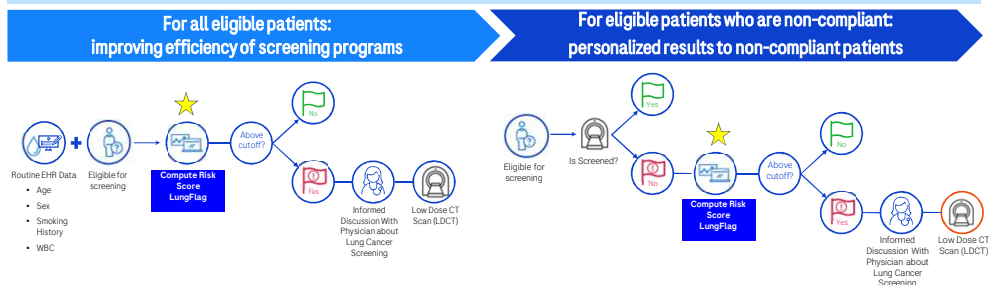 For all eligible patients:
improving efficiency of screening programs
For eligible patients who are non-compliant:
personalized results to non-compliant patients
Routine EHR Data
• Age
• Sex
• Smoking
History
• WBC
Eligible for
screening
Compute Risk
Score
LungFlag
Above
cutoff?
No
Yes
Informed
Discussion With
Physician about
Lung Cancer
Screening
Low Dose CT
Scan (LDCT)
Eligible for
screening
Is Screened?
Yes
No
Compute Risk
Score
LungFlag
Above
cutoff?
No
Yes
Informed
Discussion With
Physician about
Lung Cancer
Screening
Low Dose CT
Scan (LDCT)